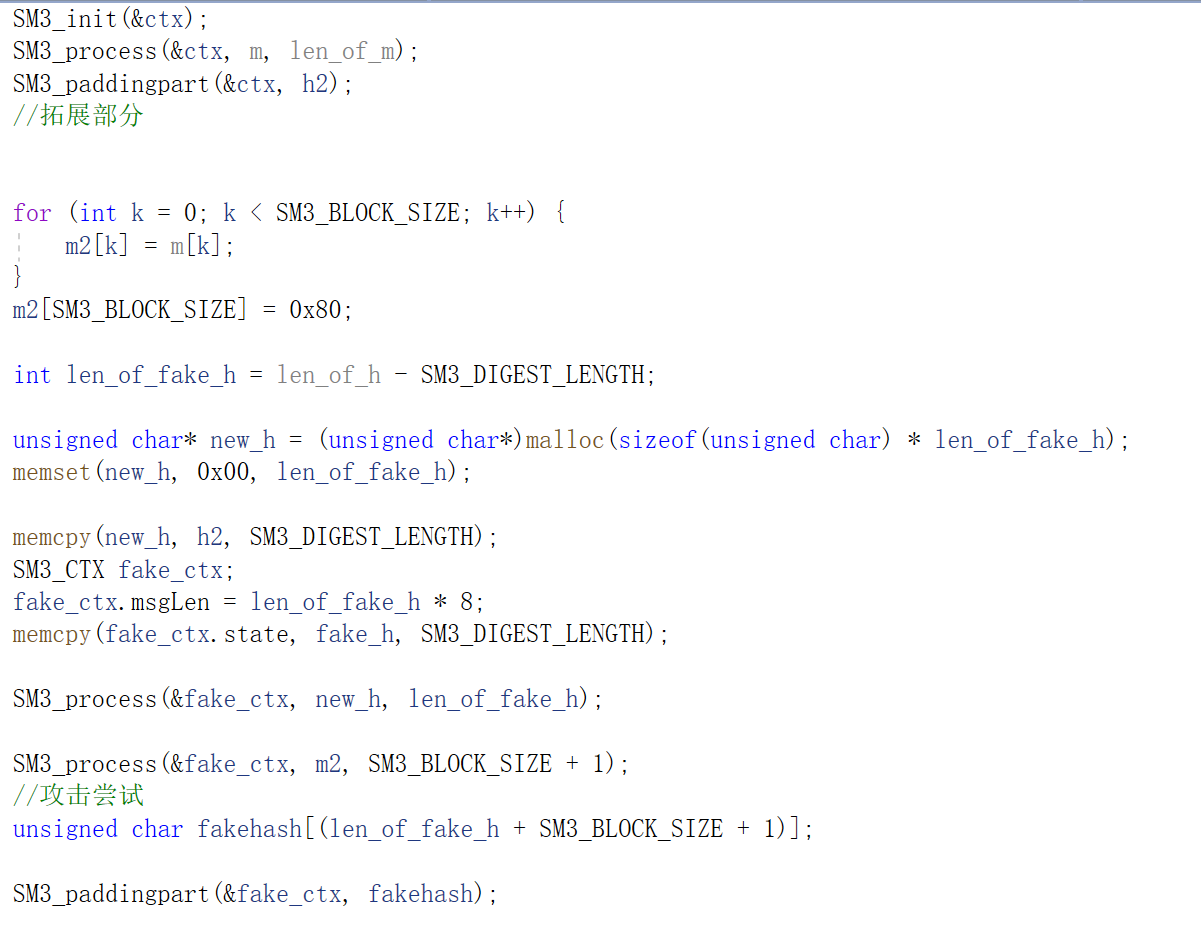 SM3_init(&ctx);
SM3_process(&ctx, m, len_of_m);
SM3_paddingpart(&ctx, h2);
//拓展部分
for (int k = 0; k < SM3_BLOCK_SIZE; k++) {
m2[k] = m[k];
}
m2[SM3_BLOCK_SIZE] = 0x80;
int len_of_fake_h = len_of_h - SM3_DIGEST_LENGTH;
unsigned char* new_h = (unsigned char*)malloc(sizeof(unsigned char) * len_of_fake_h);
memset(new_h, 0x00, len_of_fake_h);
memcpy(new_h, h2, SM3_DIGEST_LENGTH);
SM3_CTX fake_ctx;
fake_ctx.msgLen = len_of_fake_h * 8;
memcpy(fake_ctx.state, fake_h, SM3_DIGEST_LENGTH);
SM3_process(&fake_ctx, new_h, len_of_fake_h);
SM3_process(&fake_ctx, m2, SM3_BLOCK_SIZE + 1);
//攻击尝试
unsigned char fakehash[(len_of_fake_h + SM3_BLOCK_SIZE + 1)];
SM3_paddingpart(&fake_ctx, fakehash);